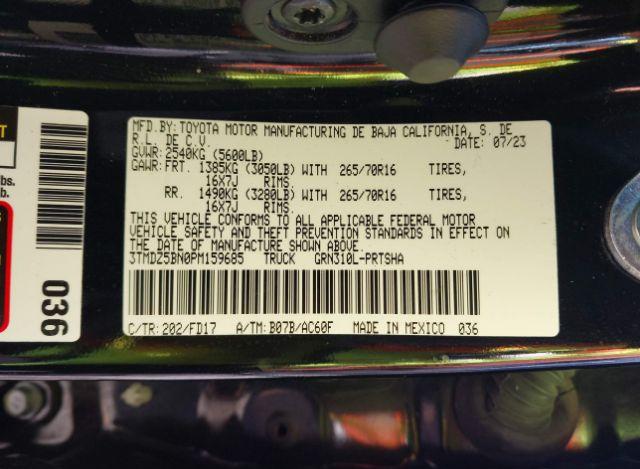 MFD.BY: TOYOTA MOTOR MANUFACTURING DE BAJA CALIFORNIA, S. DE
R.L. DE C.V. DATE: 07/23
GVWR: 2540KG (5600LB)
GAWR: FRT. 1385KG (3050LB) WITH 265/70R16 TIRES,
16X7J RIMS.
RR. 1490KG (3280LB) WITH 265/70R16 TIRES,
16X7J RIMS.
THIS VEHICLE CONFORMS TO ALL APPLICABLE FEDERAL MOTOR
VEHICLE SAFETY AND THEFT PREVENTION STANDARDS IN EFFECT ON
THE DATE OF MANUFACTURE SHOWN ABOVE.
3TMDZ5BN0PM159685 TRUCK GRN310L-PRTSHA
C/TR: 202/FD17 A/TM: B07B/AC60F MADE IN MEXICO 036
T
lbs.
b.
036